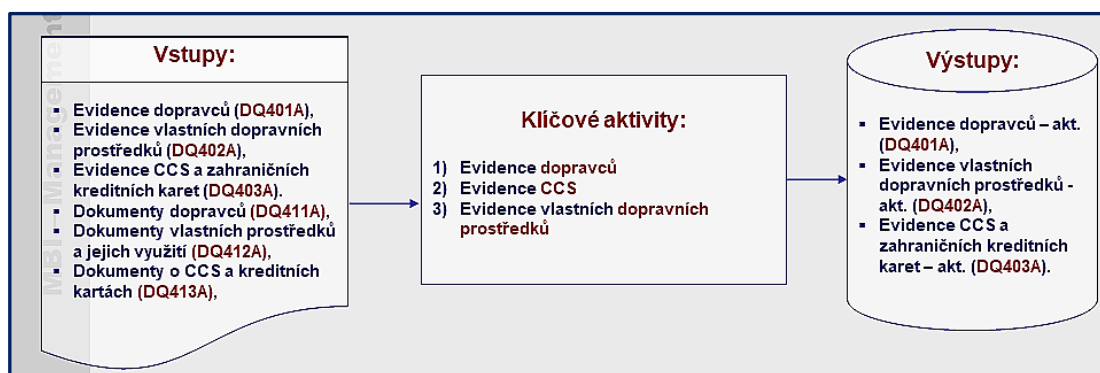 MBI – Management
Vstupy:
▪ Evidence dopravců (DQ401A),
▪ Evidence vlastních dopravních
prostředků (DQ402A),
▪ Evidence CCS a zahraničních
kreditních karet (DQ403A).
▪ Dokumenty dopravců (DQ411A),
▪ Dokumenty vlastních prostředků
a jejich využití (DQ412A),
▪ Dokumenty o CCS a kreditních
kartách (DQ413A),
Klíčové aktivity:
1) Evidence dopravců
2) Evidence CCS
3) Evidence vlastních dopravních
prostředků
Výstupy:
▪ Evidence dopravců – akt.
(DQ401A),
▪ Evidence vlastních
dopravních prostředků -
akt. (DQ402A),
▪ Evidence CCS a
zahraničních kreditních
karet – akt. (DQ403A).